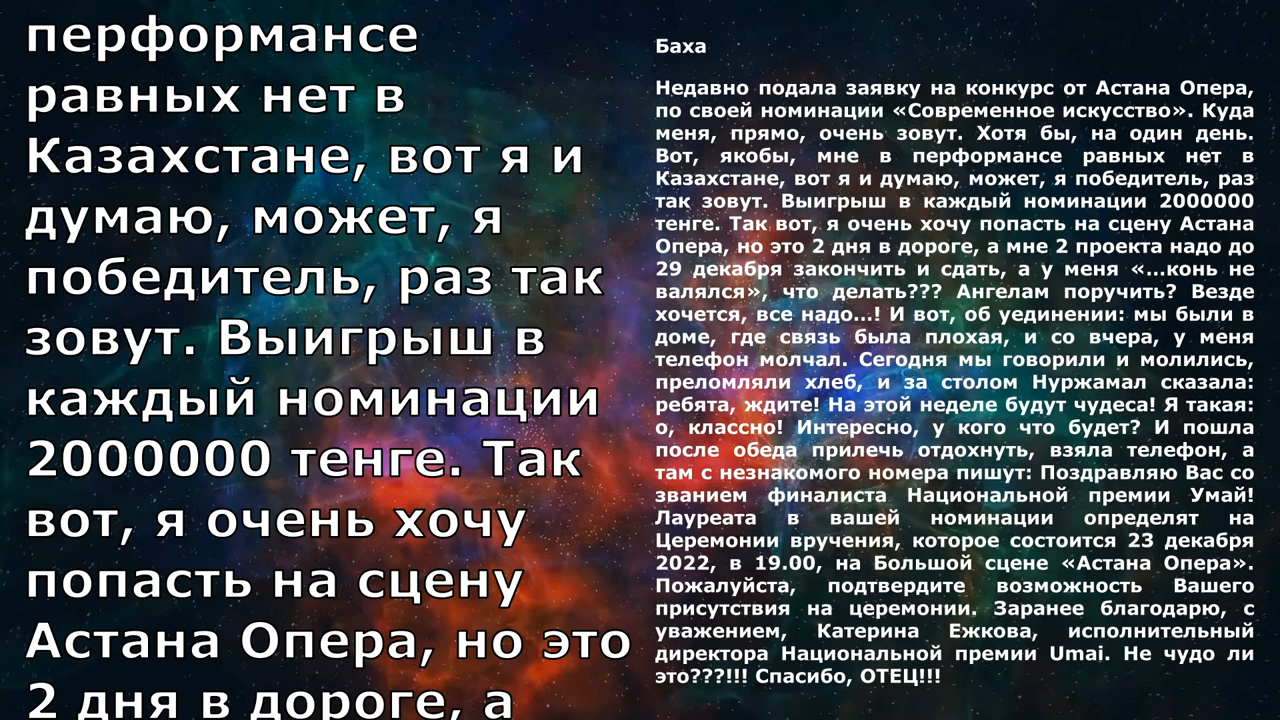 перформансе
равных нет в
Казахстане, вот я и
думаю, может, я
победитель, раз так
зовут. Выигрыш в
каждый номинации
2000000 тенге. Так
вот, я очень хочу
попасть на сцену
Астана Опера, но это
2 дня в дороге, а
Баха
Недавно подала заявку на конкурс от Астана Опера,
по своей номинации «Современное искусство». Куда
меня, прямо, очень зовут. Хотя бы, на один день.
Вот, якобы, мне в перформансе равных нет в
Казахстане, вот я и думаю, может, я победитель, раз
так зовут. Выигрыш в каждый номинации 2000000
тенге. Так вот, я очень хочу попасть на сцену Астана
Опера, но это 2 дня в дороге, а мне 2 проекта надо до
29 декабря закончить и сдать, а у меня «...конь не
валялся», что делать??? Ангелам поручить? Везде
хочется, все надо...! И вот, об уединении: мы были в
доме, где связь была плохая, и со вчера, у меня
телефон молчал. Сегодня мы говорили и молились,
преломляли хлеб, и за столом Нуржамал сказала:
ребята, ждите! На этой неделе будут чудеса! Я такая:
о, классно! Интересно, у кого что будет? И пошла
после обеда прилечь отдохнуть, взяла телефон, а
там с незнакомого номера пишут: Поздравляю Вас со
званием финалиста Национальной премии Умай!
Лауреата в вашей номинации определят на
Церемонии вручения, которое состоится 23 декабря
2022, в 19.00, на Большой сцене «Астана Опера».
Пожалуйста, подтвердите возможность Вашего
присутствия на церемонии. Заранее благодарю, с
уважением, Катерина Ежкова, исполнительный
директора Национальной премии Umai. Не чудо ли
это???!!! Спасибо, ОТЕЦ!!!